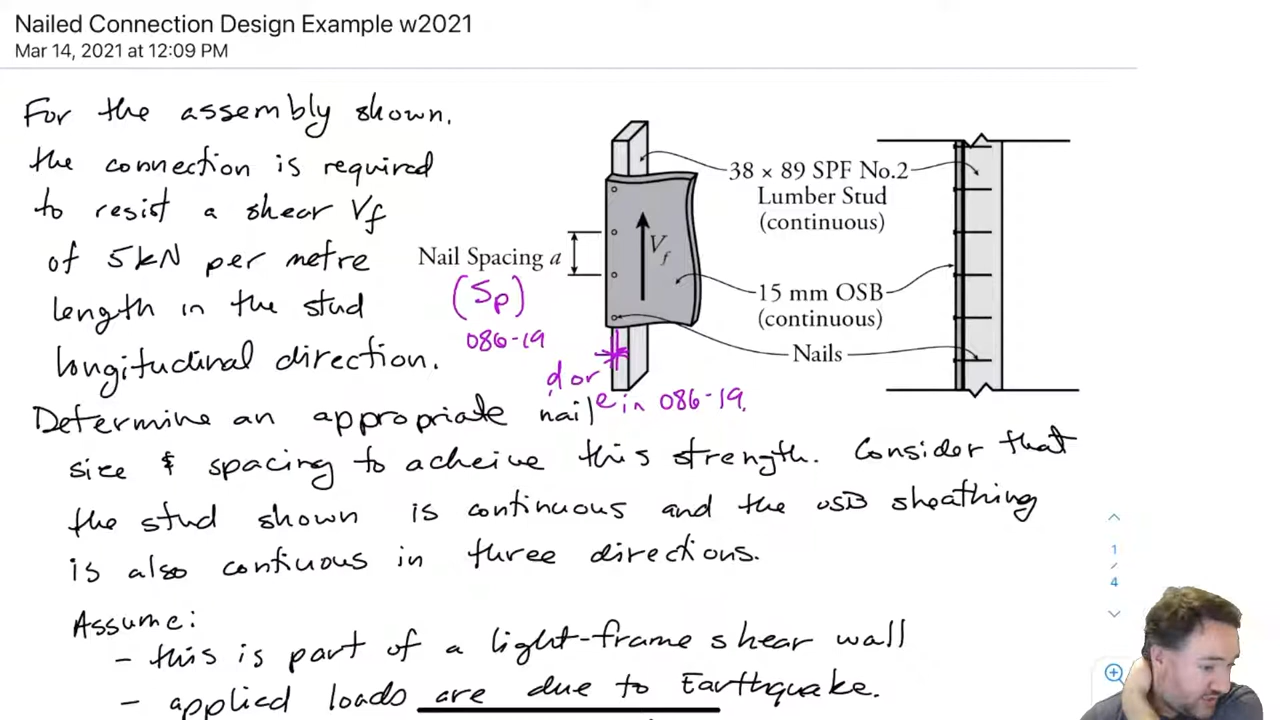 Nailed Connection Design Example w2021
Mar 14, 2021 at 12:09 PM
For the assembly shown.
the connection is required
to resist a shear Vf
of 5kN per metre
length in the stud
longitudinal direction.
Determine an appropriate nail
size & spacing to acheive this strength. Consider that
the stud shown is continuous and the OSB sheathing
is also contiuous in three directions.
Assume:
- this is part of a light-frame shear wall
- applied loads are due to Earthquake.
Nail Spacing a
(Sp)
086-19
d or
e in 086-19.
Vf
38 × 89 SPF No.2
Lumber Stud
(continuous)
15 mm OSB
(continuous)
Nails
1
/
4